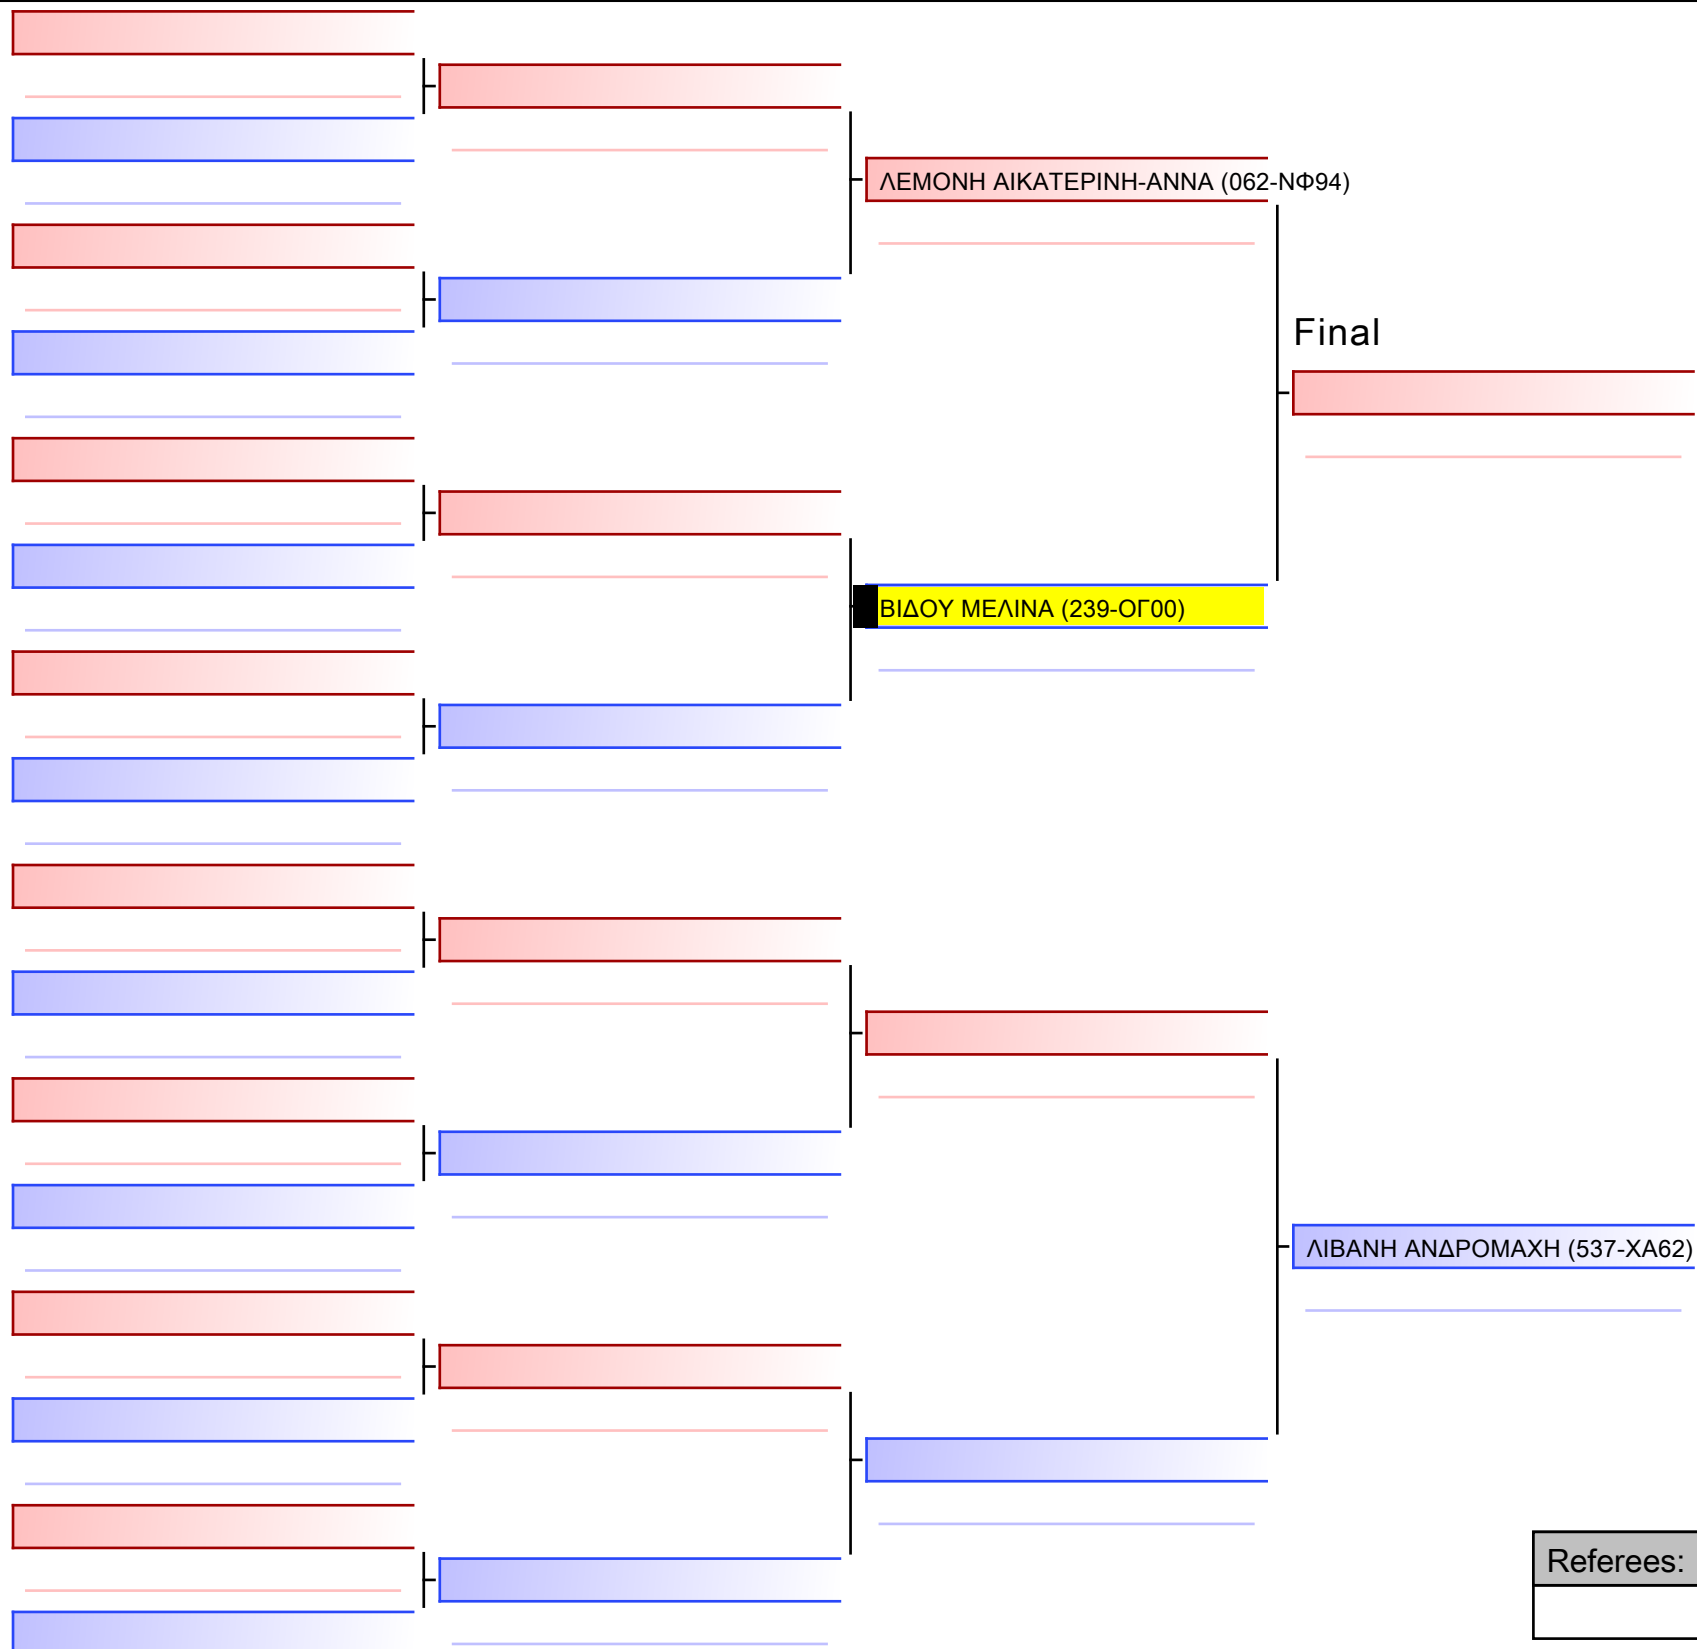 ΛΕΜΟΝΗ ΑΙΚΑΤΕΡΙΝΗ-ΑΝΝΑ (062-ΝΦ94)
Final
ΒΙΔΟΥ ΜΕΛΙΝΑ (239-ΟΓ00)
ΛΙΒΑΝΗ ΑΝΔΡΟΜΑΧΗ (537-ΧΑ62)
Referees: